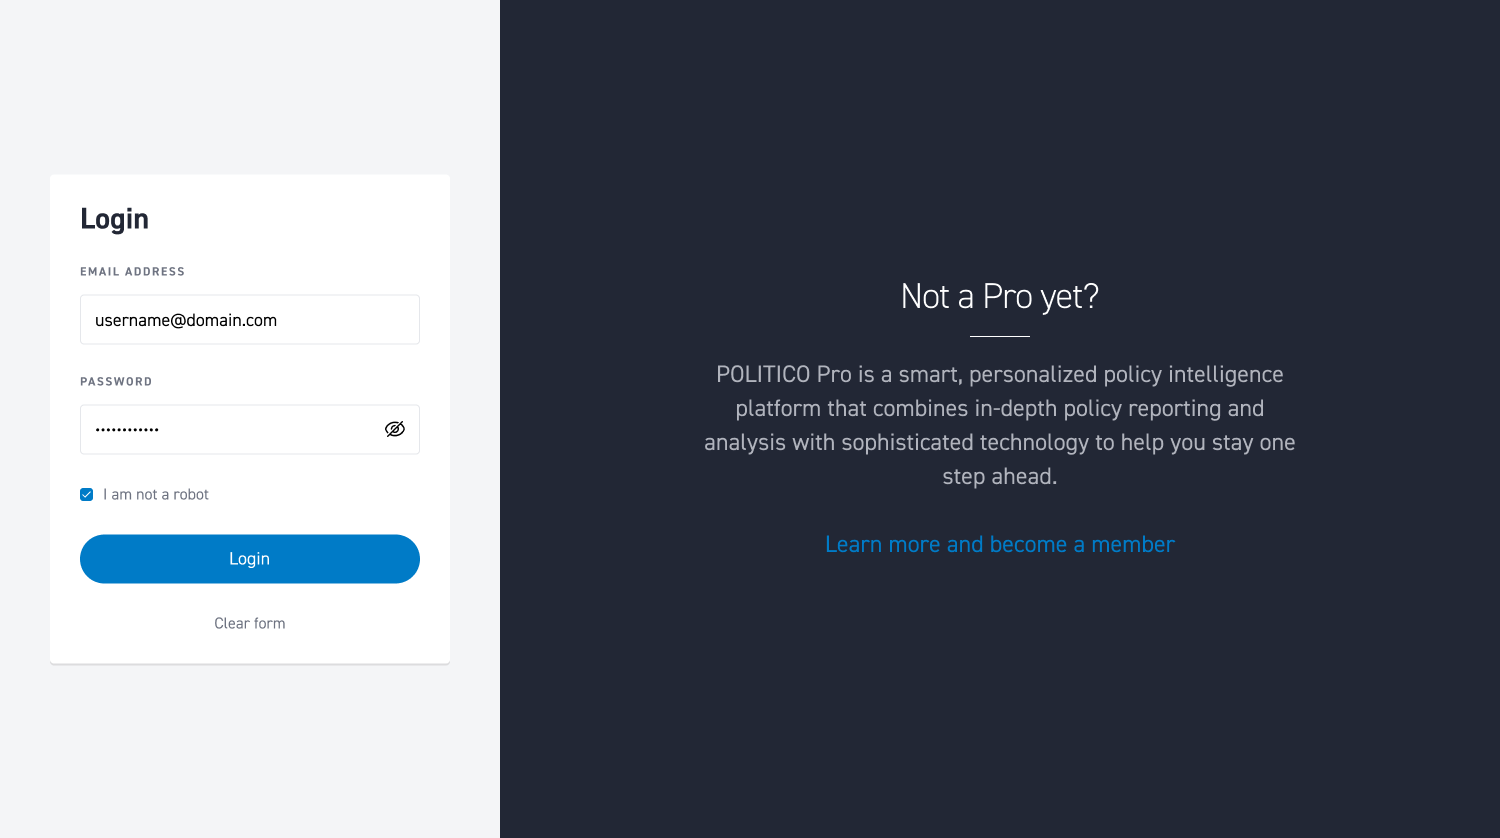 Login
EMAIL ADDRESS
username@domain.com
PASSWORD
••••••••••••
I am not a robot
Login
Clear form
Not a Pro yet?
POLITICO Pro is a smart, personalized policy intelligence
platform that combines in-depth policy reporting and
analysis with sophisticated technology to help you stay one
step ahead.
Learn more and become a member